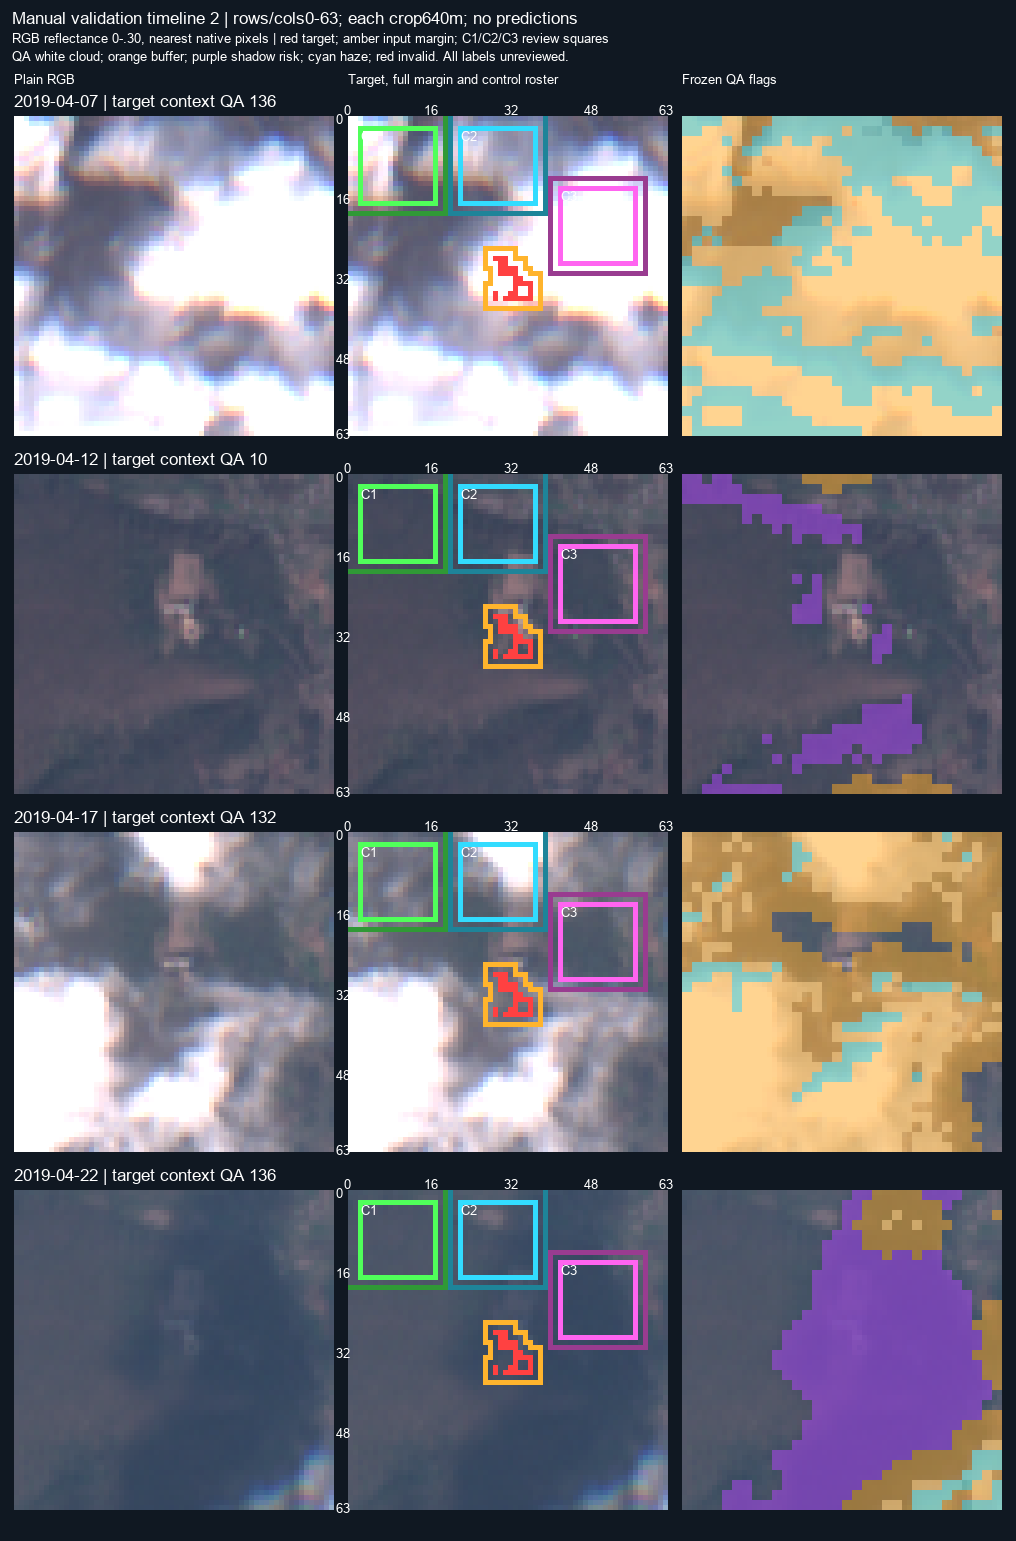 Manual validation timeline 2 | rows/cols0-63; each crop640m; no predictions
RGB reflectance 0-.30, nearest native pixels | red target; amber input margin; C1/C2/C3 review squares
QA white cloud; orange buffer; purple shadow risk; cyan haze; red invalid. All labels unreviewed.
Plain RGB
Target, full margin and control roster
Frozen QA flags
2019-04-07 | target context QA 136
0 16 32 48 63
0
C2
16
32
48
63
2019-04-12 | target context QA 10
0 16 32 48 63
0
C1 C2
16
C3
32
48
63
2019-04-17 | target context QA 132
0 16 32 48 63
0
C1 C2
16
C3
32
48
63
2019-04-22 | target context QA 136
0 16 32 48 63
0
C1 C2
16
C3
32
48
63